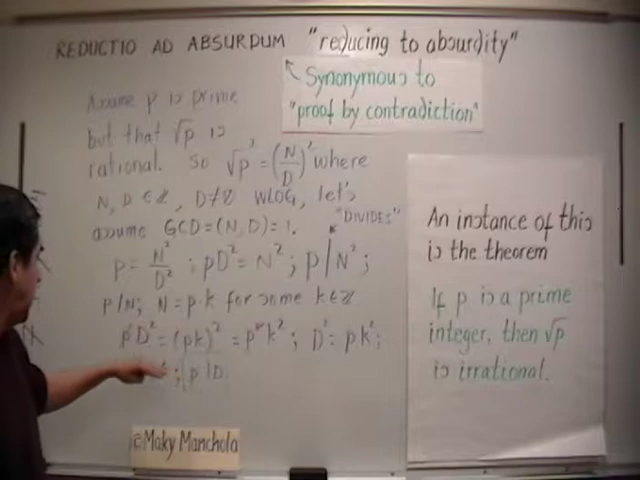 REDUCTIO AD ABSURDUM "reducing to absurdity"
Synonymous to
"proof by contradiction"
Assume p is prime
but that √p is
rational. So √p² = (N/D)² where
N, D ∈ ℤ, D≠0 WLOG, let's
assume GCD=(N,D)=1. "DIVIDES"
p = N²/D² ; pD² = N² ; p|N² ;
p|N; N = p·k for some k∈ℤ
pD² = (pk)² = p²k² ; D² = pk² ;
; p|D
©Maky Manchola
An instance of this
is the theorem
If p is a prime
integer, then √p
is irrational.